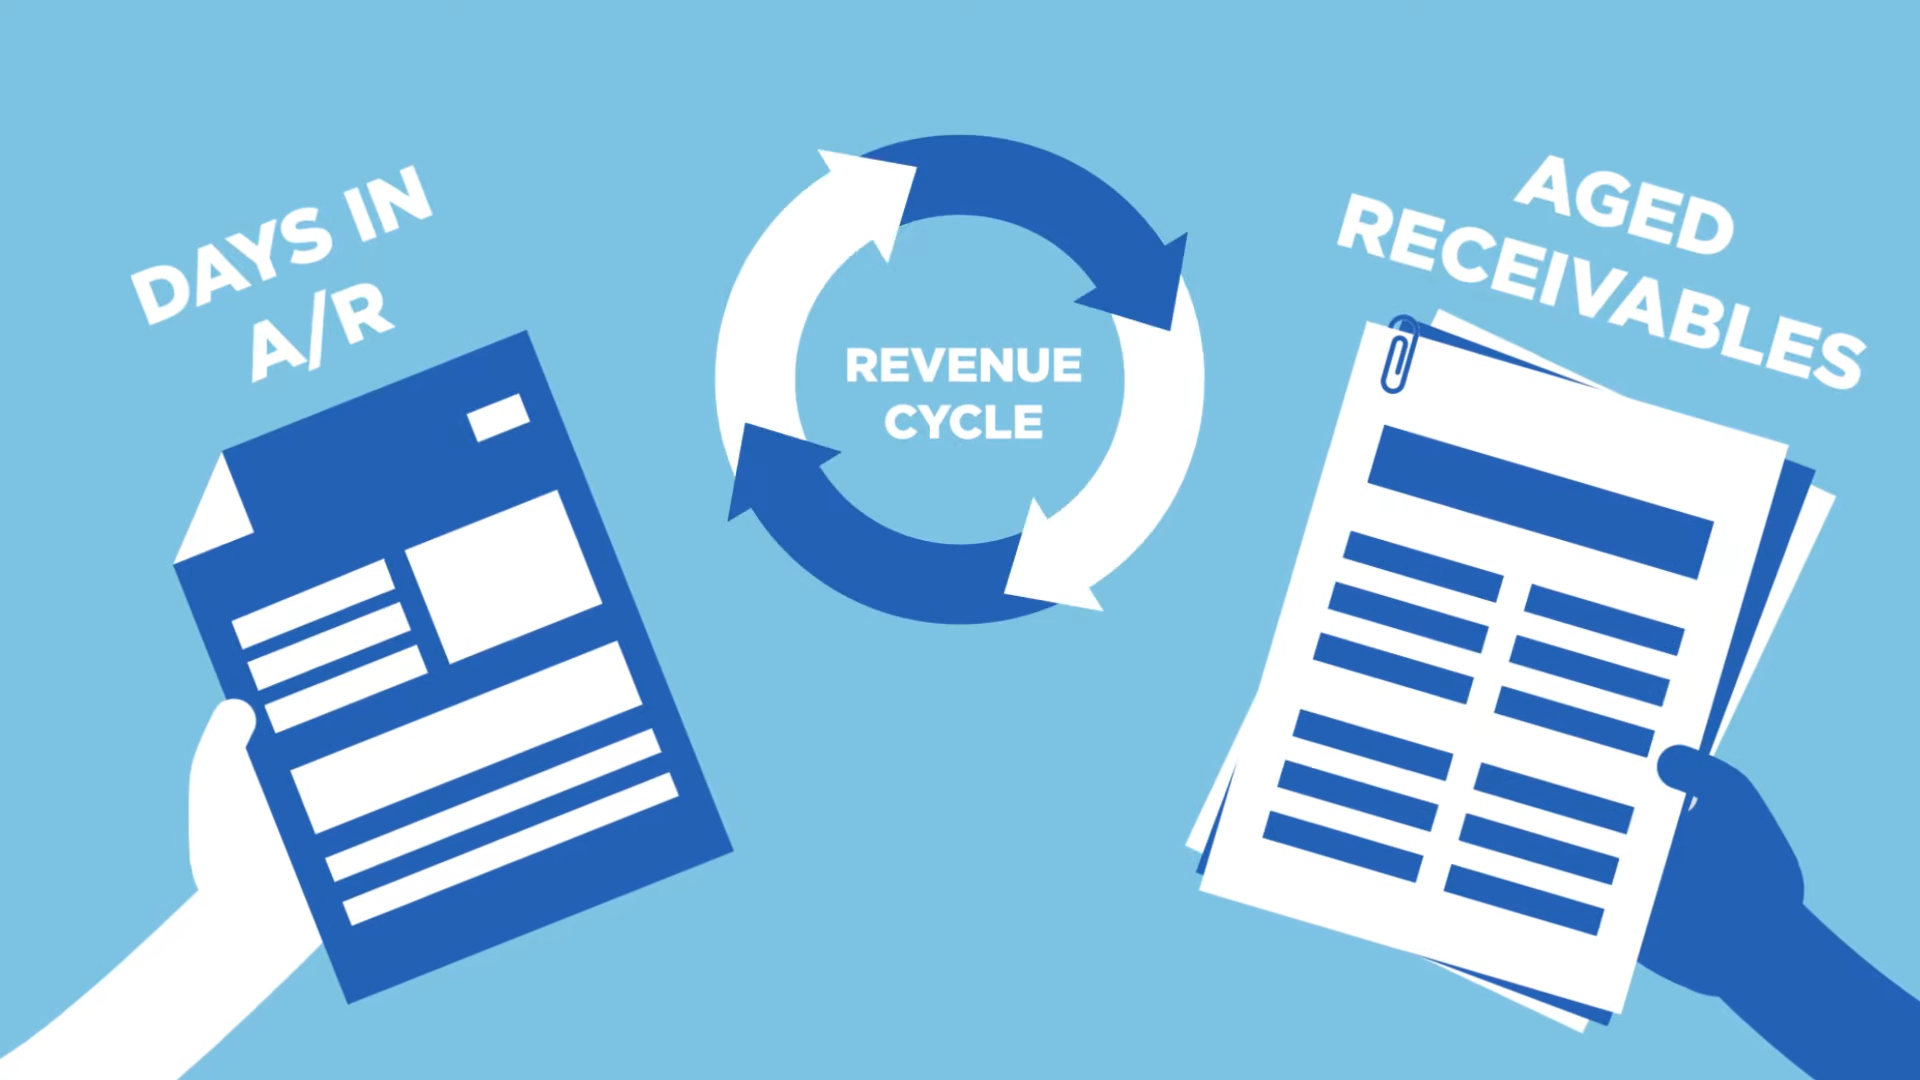 DAYS IN
A/R
REVENUE
CYCLE
AGED
RECEIVABLES